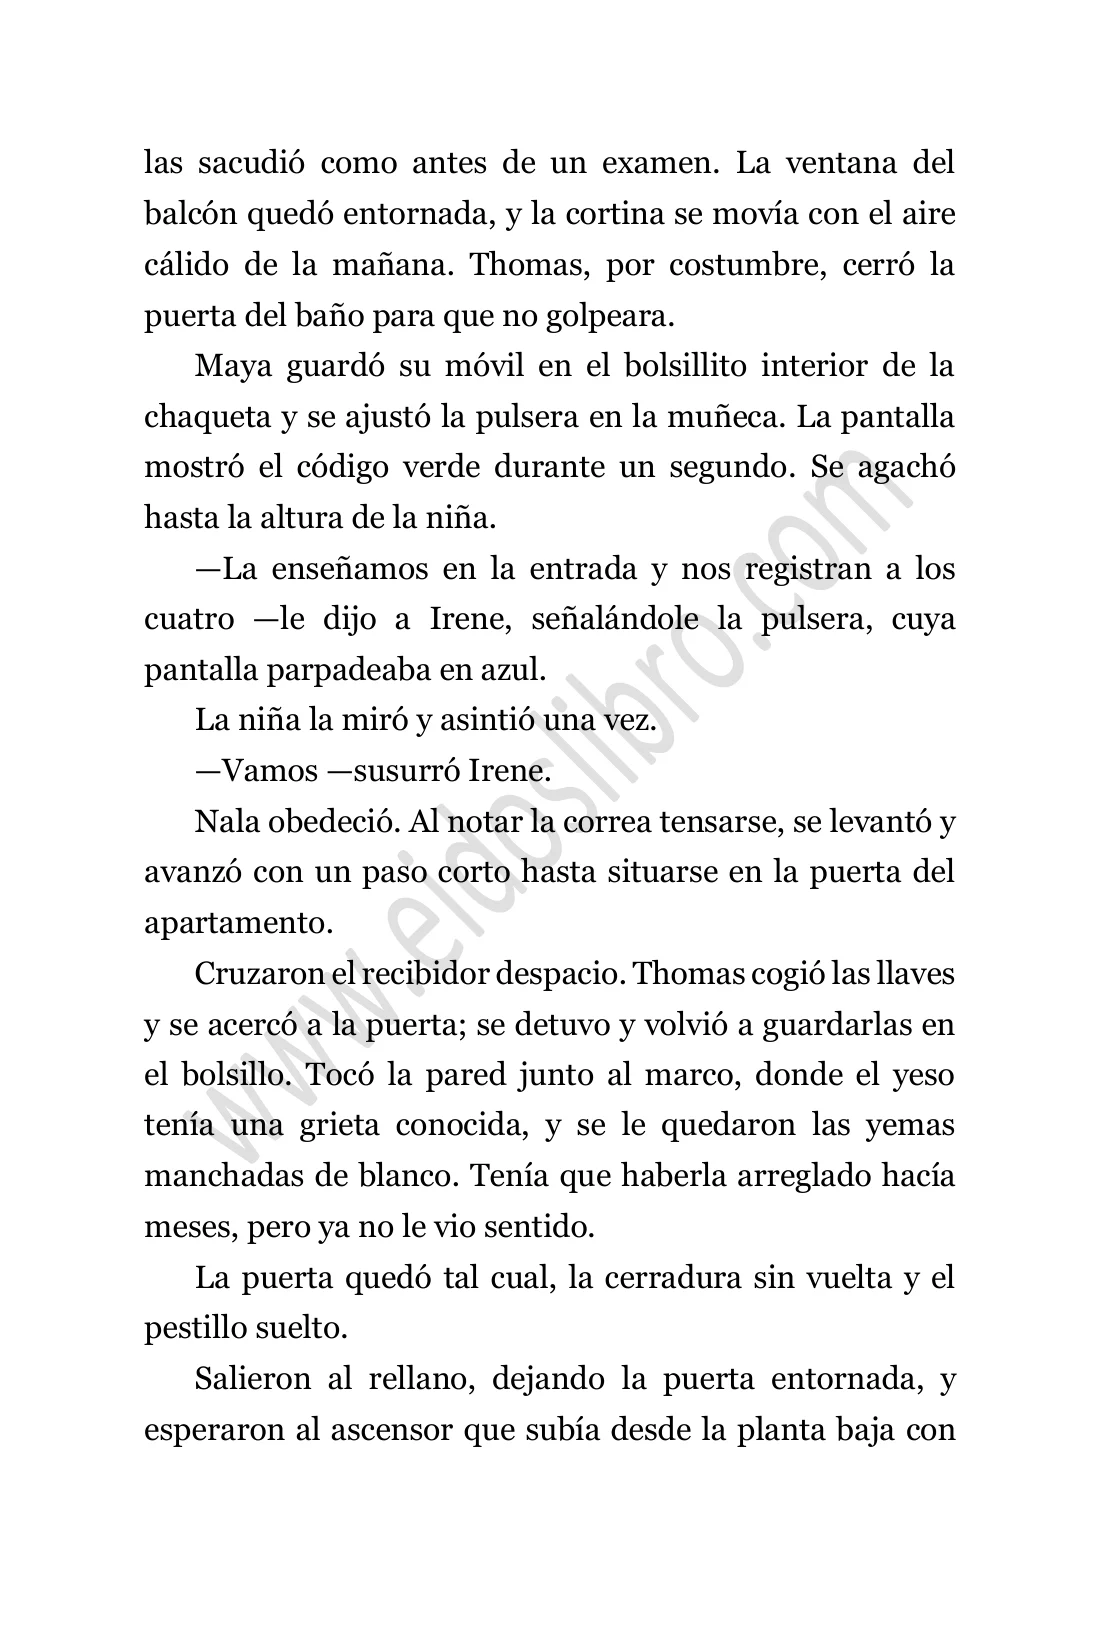 las sacudió como antes de un examen. La ventana del
balcón quedó entornada, y la cortina se movía con el aire
cálido de la mañana. Thomas, por costumbre, cerró la
puerta del baño para que no golpeara.
Maya guardó su móvil en el bolsillito interior de la
chaqueta y se ajustó la pulsera en la muñeca. La pantalla
mostró el código verde durante un segundo. Se agachó
hasta la altura de la niña.
—La enseñamos en la entrada y nos registran a los
cuatro —le dijo a Irene, señalándole la pulsera, cuya
pantalla parpadeaba en azul.
La niña la miró y asintió una vez.
—Vamos —susurró Irene.
Nala obedeció. Al notar la correa tensarse, se levantó y
avanzó con un paso corto hasta situarse en la puerta del
apartamento.
Cruzaron el recibidor despacio. Thomas cogió las llaves
y se acercó a la puerta; se detuvo y volvió a guardarlas en
el bolsillo. Tocó la pared junto al marco, donde el yeso
tenía una grieta conocida, y se le quedaron las yemas
manchadas de blanco. Tenía que haberla arreglado hacía
meses, pero ya no le vio sentido.
La puerta quedó tal cual, la cerradura sin vuelta y el
pestillo suelto.
Salieron al rellano, dejando la puerta entornada, y
esperaron al ascensor que subía desde la planta baja con
www.eidoslibro.com